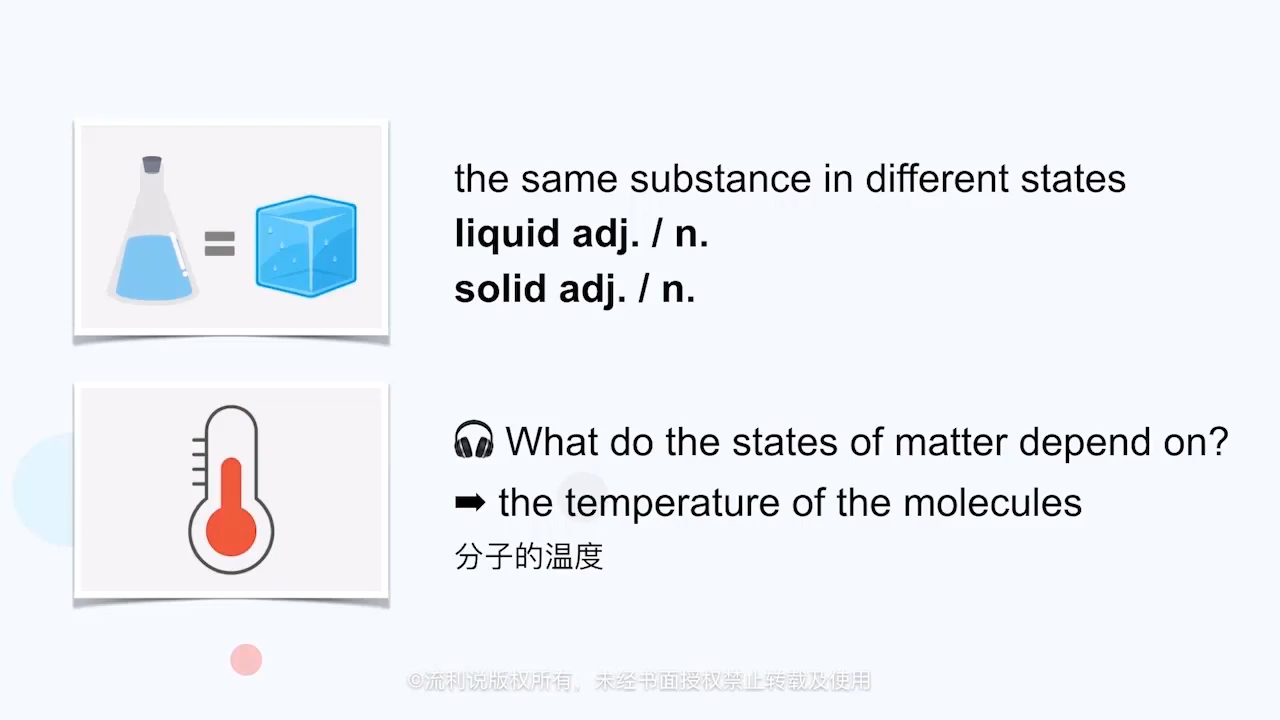 the same substance in different states
liquid adj. / n.
solid adj. / n.
🎧 What do the states of matter depend on?
➡ the temperature of the molecules
分子的温度
©流利说版权所有，未经书面授权禁止转载及使用